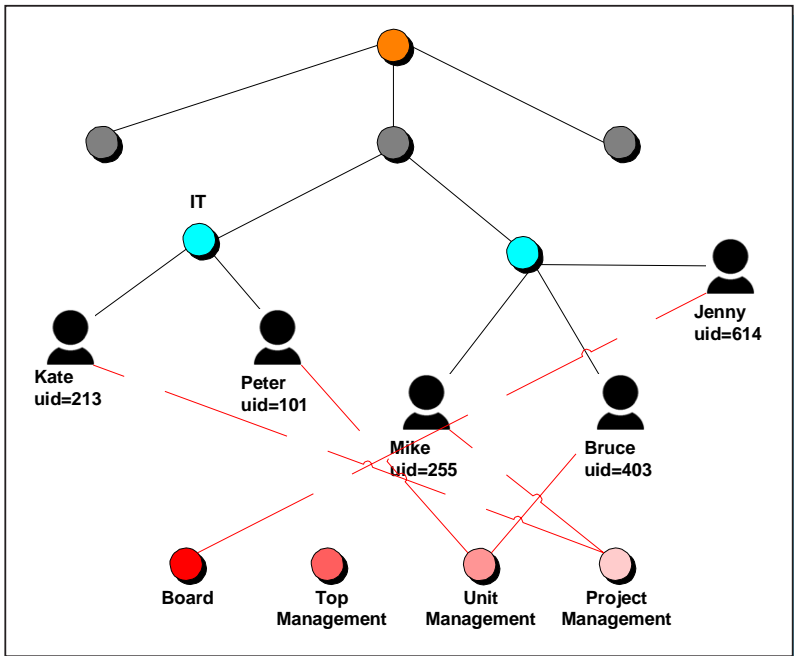 IT
Jenny
uid=614
Kate
uid=213
Peter
uid=101
Mike
uid=255
Bruce
uid=403
Board
Top
Management
Unit
Management
Project
Management